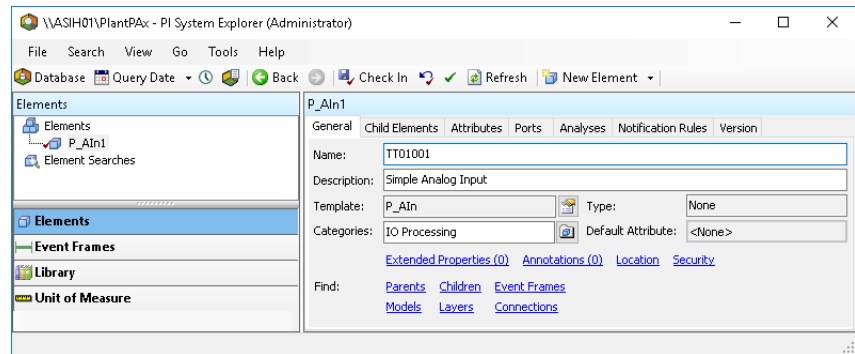 \\ASIH01\PlantPAx - PI System Explorer (Administrator)
File Search View Go Tools Help
Database Query Date Back Check In Refresh New Element
Elements
Elements
P_AIn1
Element Searches
Elements
Event Frames
Library
Unit of Measure
P_AIn1
General Child Elements Attributes Ports Analyses Notification Rules Version
Name: TT01001
Description: Simple Analog Input
Template: P_AIn Type: None
Categories: IO Processing Default Attribute: <None>
Extended Properties (0) Annotations (0) Location Security
Find: Parents Children Event Frames
Models Layers Connections